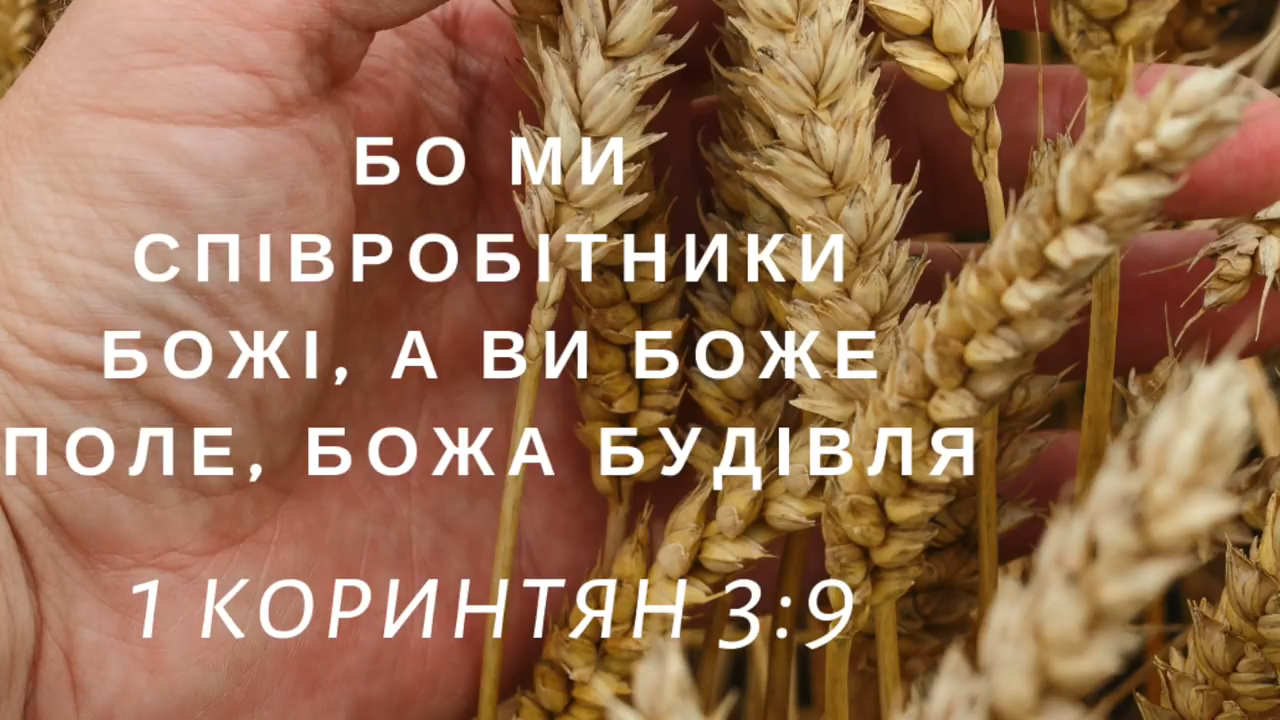 БО МИ
СПІВРОБІТНИКИ
БОЖІ, А ВИ БОЖЕ
ПОЛЕ, БОЖА БУДІВЛЯ
1 КОРИНТЯН 3:9